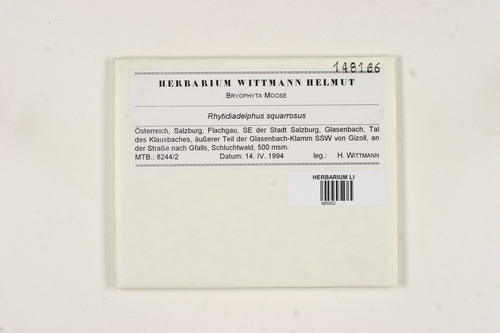 148186
HERBARIUM WITTMANN HELMUT
BRYOPHYTA MOOSE
Rhytidiadelphus squarrosus
Österreich, Salzburg, Flachgau, SE der Stadt Salzburg, Glasenbach, Tal
des Klausbaches, äußerer Teil der Glasenbach-Klamm SSW von Gizoll, an
der Straße nach Gfalls, Schluchtwald, 500 msm.
MTB.: 8244/2 Datum: 14. IV. 1994 leg.: H. WITTMANN
HERBARIUM LI
985932